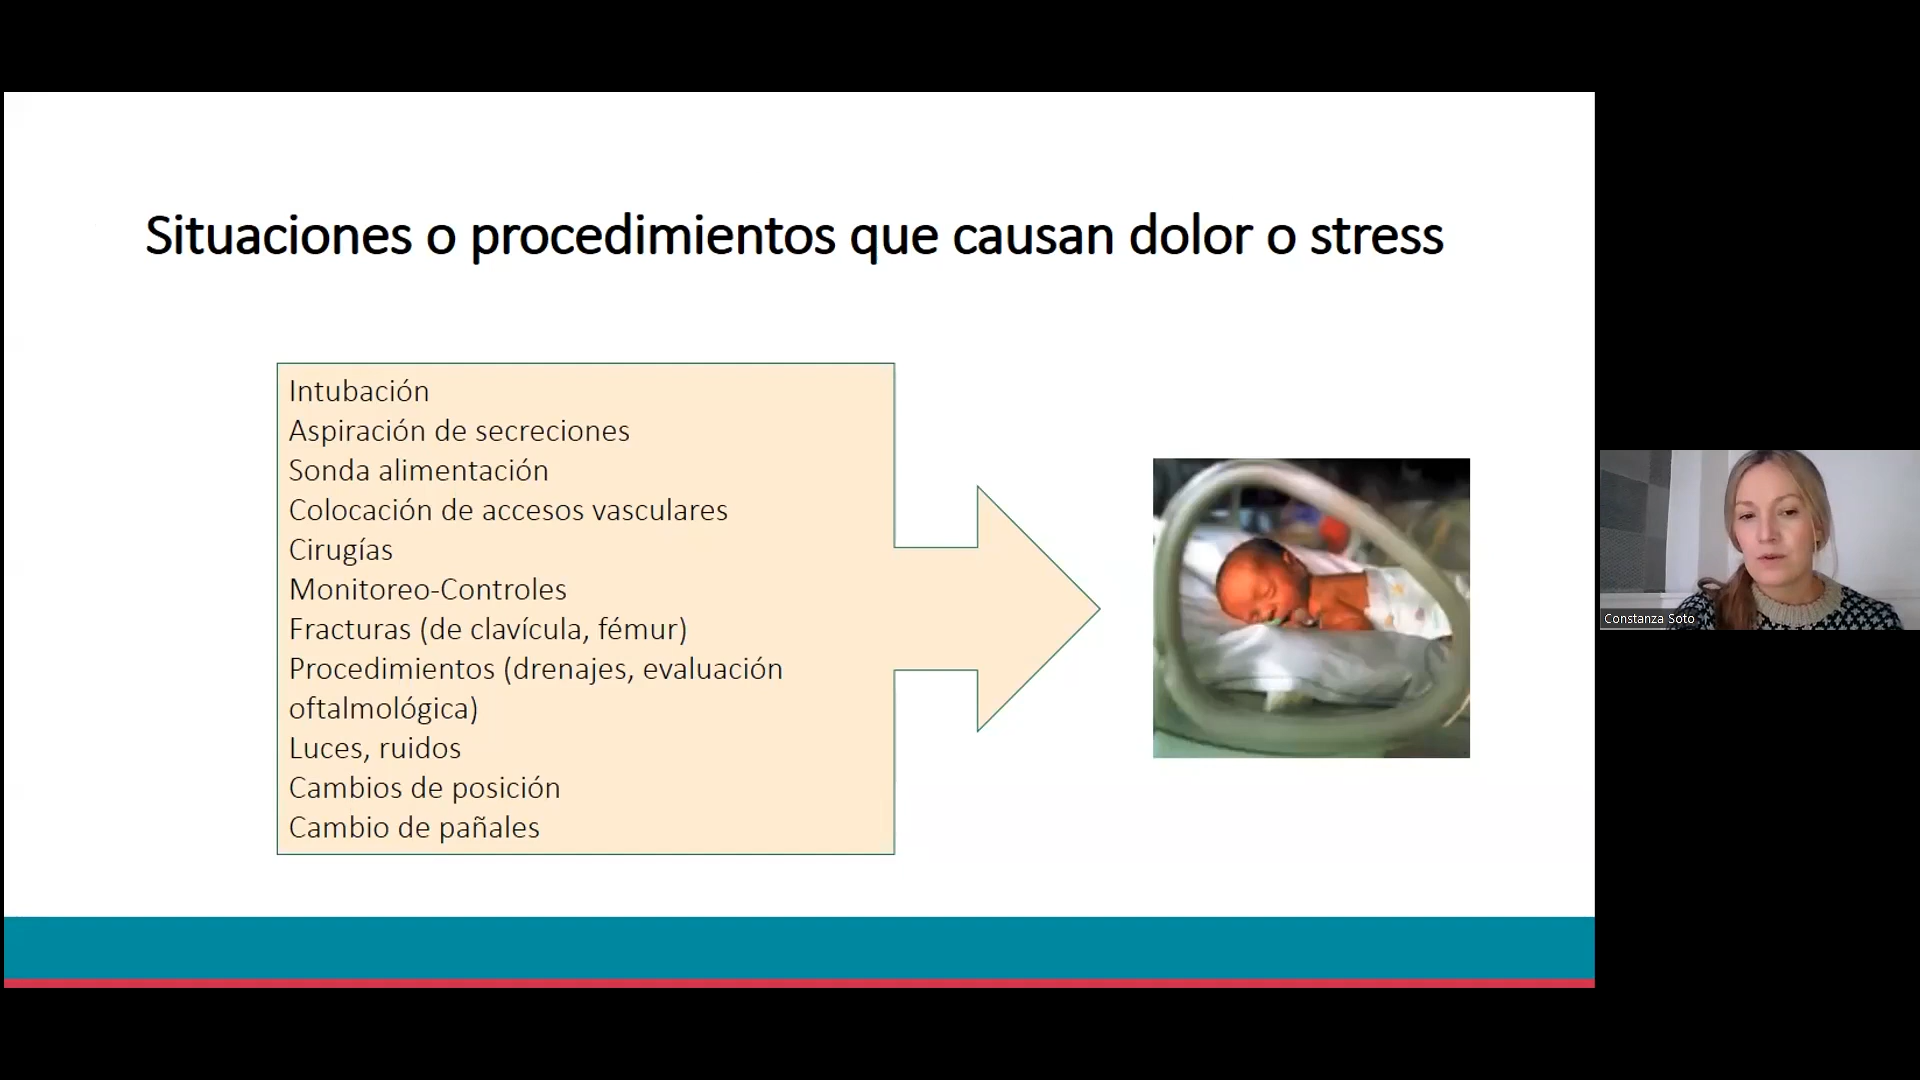 Situaciones o procedimientos que causan dolor o stress
Intubación
Aspiración de secreciones
Sonda alimentación
Colocación de accesos vasculares
Cirugías
Monitoreo-Controles
Fracturas (de clavícula, fémur)
Procedimientos (drenajes, evaluación
oftalmológica)
Luces, ruidos
Cambios de posición
Cambio de pañales
Constanza Soto